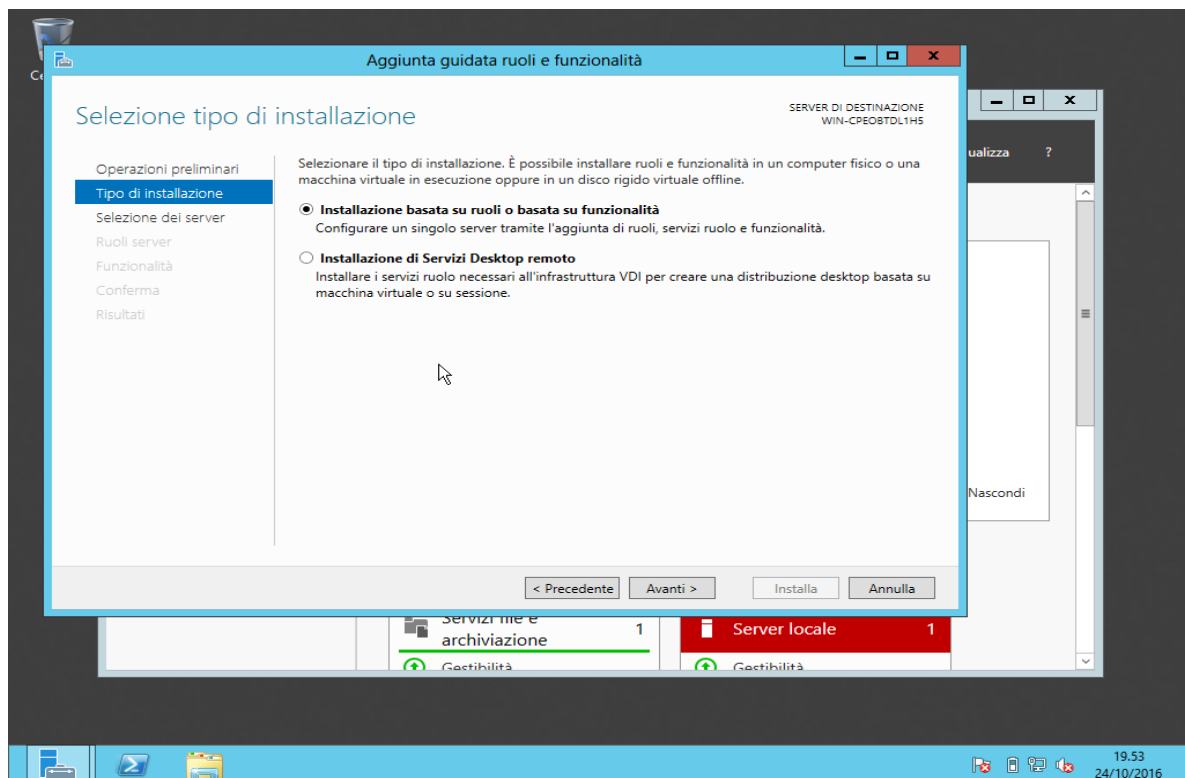 Ce
Aggiunta guidata ruoli e funzionalità
Selezione tipo di installazione
SERVER DI DESTINAZIONE
WIN-CPEOBTDL1H5
ualizza ?
Operazioni preliminari
Tipo di installazione
Selezione dei server
Ruoli server
Funzionalità
Conferma
Risultati
Selezionare il tipo di installazione. È possibile installare ruoli e funzionalità in un computer fisico o una
macchina virtuale in esecuzione oppure in un disco rigido virtuale offline.
Installazione basata su ruoli o basata su funzionalità
Configurare un singolo server tramite l'aggiunta di ruoli, servizi ruolo e funzionalità.
Installazione di Servizi Desktop remoto
Installare i servizi ruolo necessari all'infrastruttura VDI per creare una distribuzione desktop basata su
macchina virtuale o su sessione.
Nascondi
< Precedente Avanti > Installa Annulla
Servizi file e
archiviazione 1
Server locale 1
Gestibilità
Gestibilità
19.53
24/10/2016